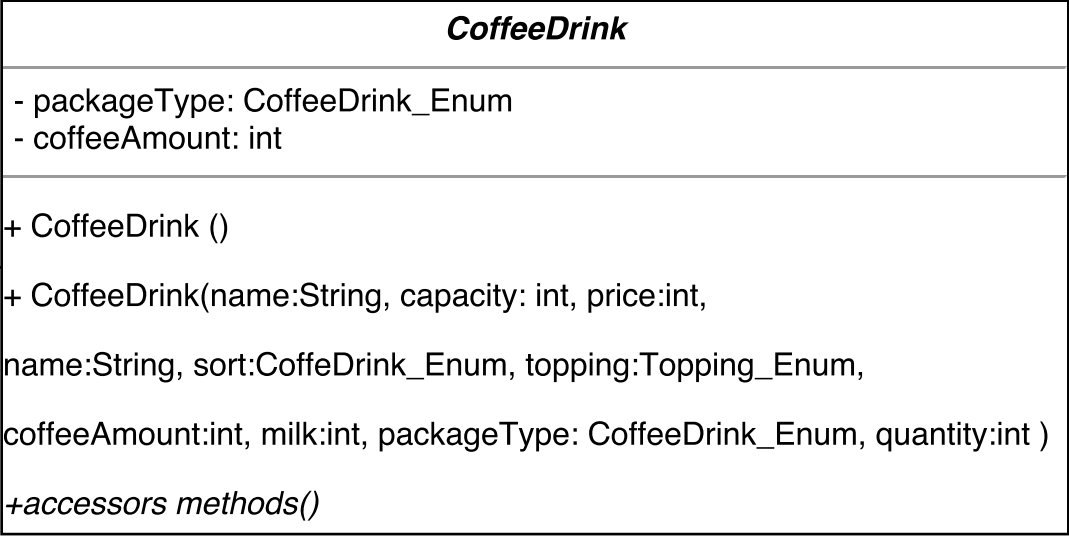 CoffeeDrink
- packageType: CoffeeDrink_Enum
- coffeeAmount: int
+ CoffeeDrink ()
+ CoffeeDrink(name:String, capacity: int, price:int,
name:String, sort:CoffeDrink_Enum, topping:Topping_Enum,
coffeeAmount:int, milk:int, packageType: CoffeeDrink_Enum, quantity:int )
+accessors methods()